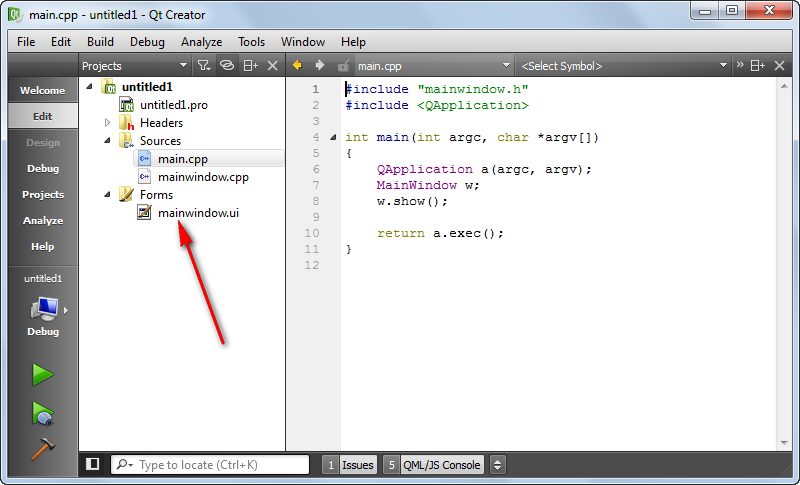 main.cpp - untitled1 - Qt Creator
File Edit Build Debug Analyze Tools Window Help
Projects main.cpp <Select Symbol> »
Welcome
Edit
Design
Debug
Projects
Analyze
Help
untitled1
Debug
untitled1
untitled1.pro
Headers
Sources
main.cpp
mainwindow.cpp
Forms
mainwindow.ui
1 #include "mainwindow.h"
2 #include <QApplication>
3
4 int main(int argc, char *argv[])
5 {
6 QApplication a(argc, argv);
7 MainWindow w;
8 w.show();
9
10 return a.exec();
11 }
12
Type to locate (Ctrl+K) 1 Issues 5 QML/JS Console